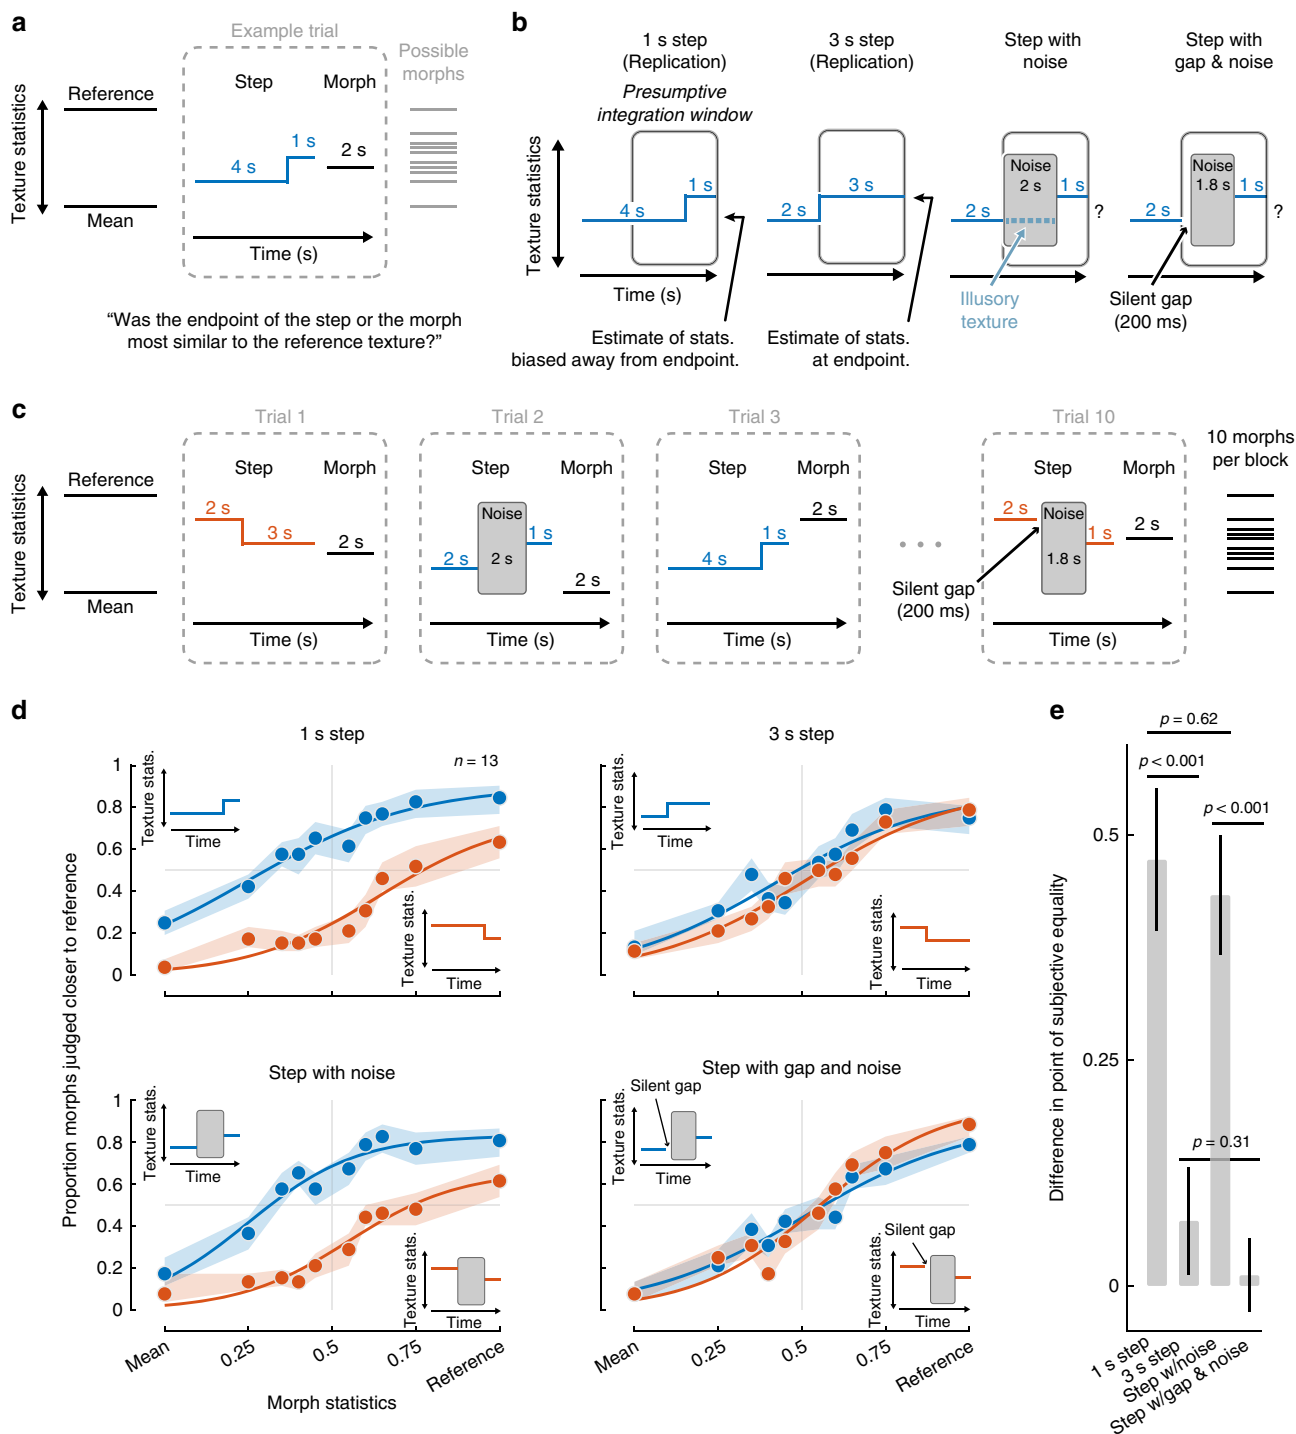 a
Example trial
Possible
morphs
Texture statistics
Reference
Mean
Step
Morph
4 s
1 s
2 s
Time (s)
“Was the endpoint of the step or the morph
most similar to the reference texture?”
b
1 s step
(Replication)
3 s step
(Replication)
Step with
noise
Step with
gap & noise
Presumptive
integration window
Texture statistics
4 s
1 s
2 s
3 s
2 s
Noise
2 s
1 s
?
2 s
Noise
1.8 s
1 s
?
Time (s)
Estimate of stats.
biased away from endpoint.
Estimate of stats.
at endpoint.
Illusory
texture
Silent gap
(200 ms)
c
Texture statistics
Reference
Mean
Trial 1
Step
Morph
2 s
3 s
2 s
Time (s)
Trial 2
Step
Morph
2 s
Noise
2 s
1 s
2 s
Time (s)
Trial 3
Step
Morph
4 s
1 s
2 s
Time (s)
Trial 10
Step
Morph
2 s
Noise
1.8 s
1 s
2 s
Silent gap
(200 ms)
Time (s)
10 morphs
per block
d
Proportion morphs judged closer to reference
1 s step
n = 13
1
0.8
0.6
0.4
0.2
0
Texture stats.
Time
Texture stats.
Time
3 s step
Texture stats.
Time
Texture stats.
Time
Step with noise
1
0.8
0.6
0.4
0.2
0
Texture stats.
Time
Texture stats.
Time
Mean
0.25
0.5
0.75
Reference
Morph statistics
Step with gap and noise
Silent gap
Texture stats.
Time
Silent gap
Texture stats.
Time
Mean
0.25
0.5
0.75
Reference
e
Difference in point of subjective equality
p = 0.62
p < 0.001
p < 0.001
p = 0.31
0.5
0.25
0
1 s step
3 s step
Step w/noise
Step w/gap & noise